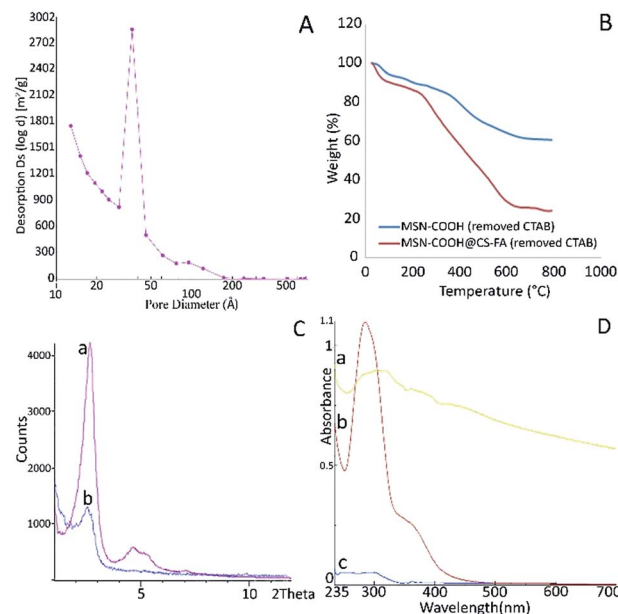 A
3002
2702
2402
2102
1801
1501
1201
900
600
300
0
10
20
50
100
200
500
Desorption Ds (log d) [m²/g]
Pore Diameter (Å)
B
120
100
80
60
40
20
0
200
400
600
800
1000
Weight (%)
Temperature (°C)
MSN-COOH (removed CTAB)
MSN-COOH@CS-FA (removed CTAB)
C
a
b
4000
3000
2000
1000
5
10
2Theta
Counts
D
1.1
1
0.5
0
a
b
c
235
300
400
500
600
700
Absorbance
Wavelength(nm)